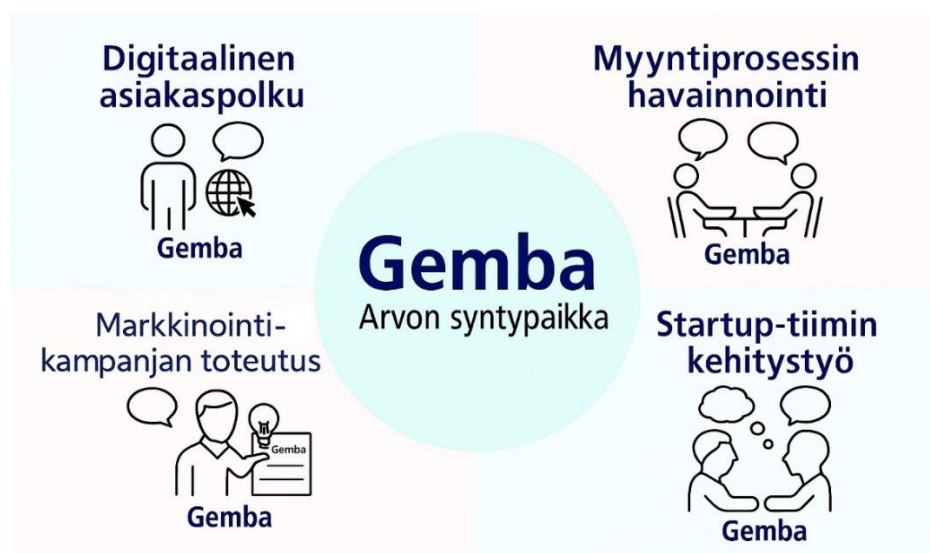 Digitaalinen
asiakaspolku
Gemba
Myyntiprosessin
havainnointi
Gemba
Gemba
Arvon syntypaikka
Markkinointi-
kampanjan toteutus
Gemba
Gemba
Startup-tiimin
kehitystyö
Gemba